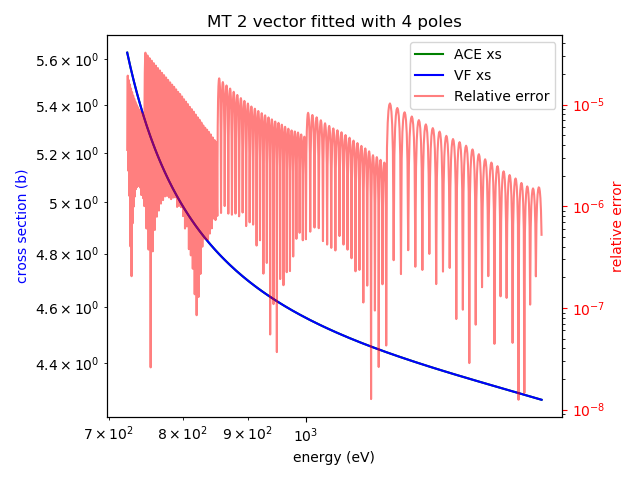 MT 2 vector fitted with 4 poles
ACE xs
VF xs
Relative error
cross section (b)
5.6 × 10⁰
5.4 × 10⁰
5.2 × 10⁰
5 × 10⁰
4.8 × 10⁰
4.6 × 10⁰
4.4 × 10⁰
10⁻⁵
10⁻⁶
10⁻⁷
10⁻⁸
relative error
7 × 10² 8 × 10² 9 × 10² 10³
energy (eV)